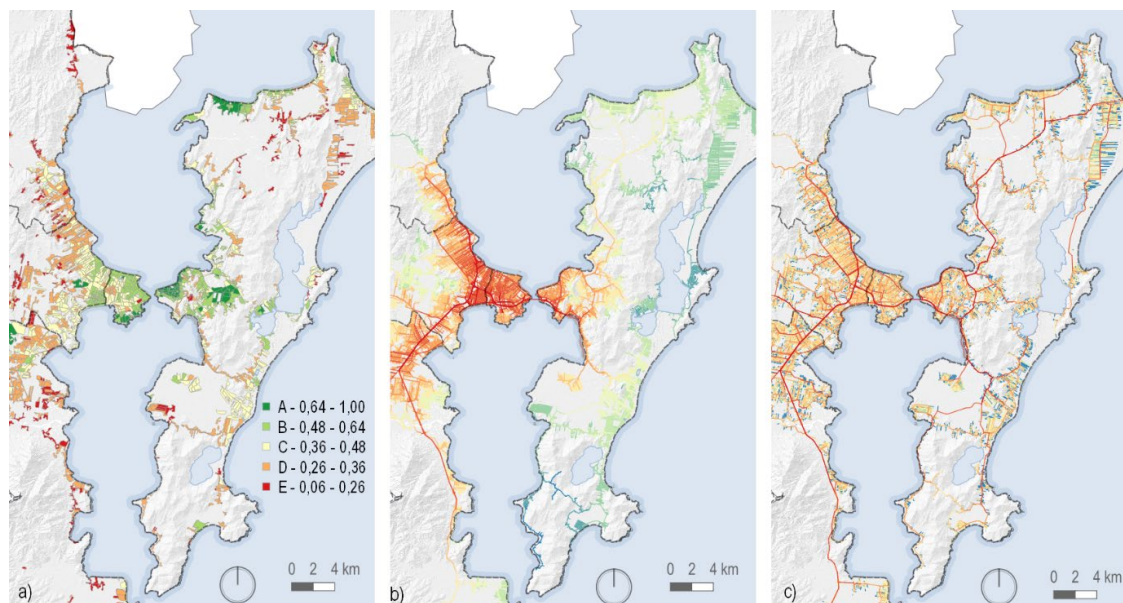 A - 0,64 - 1,00
B - 0,48 - 0,64
C - 0,36 - 0,48
D - 0,26 - 0,36
E - 0,06 - 0,26
a)
0 2 4 km
b)
0 2 4 km
c)
0 2 4 km